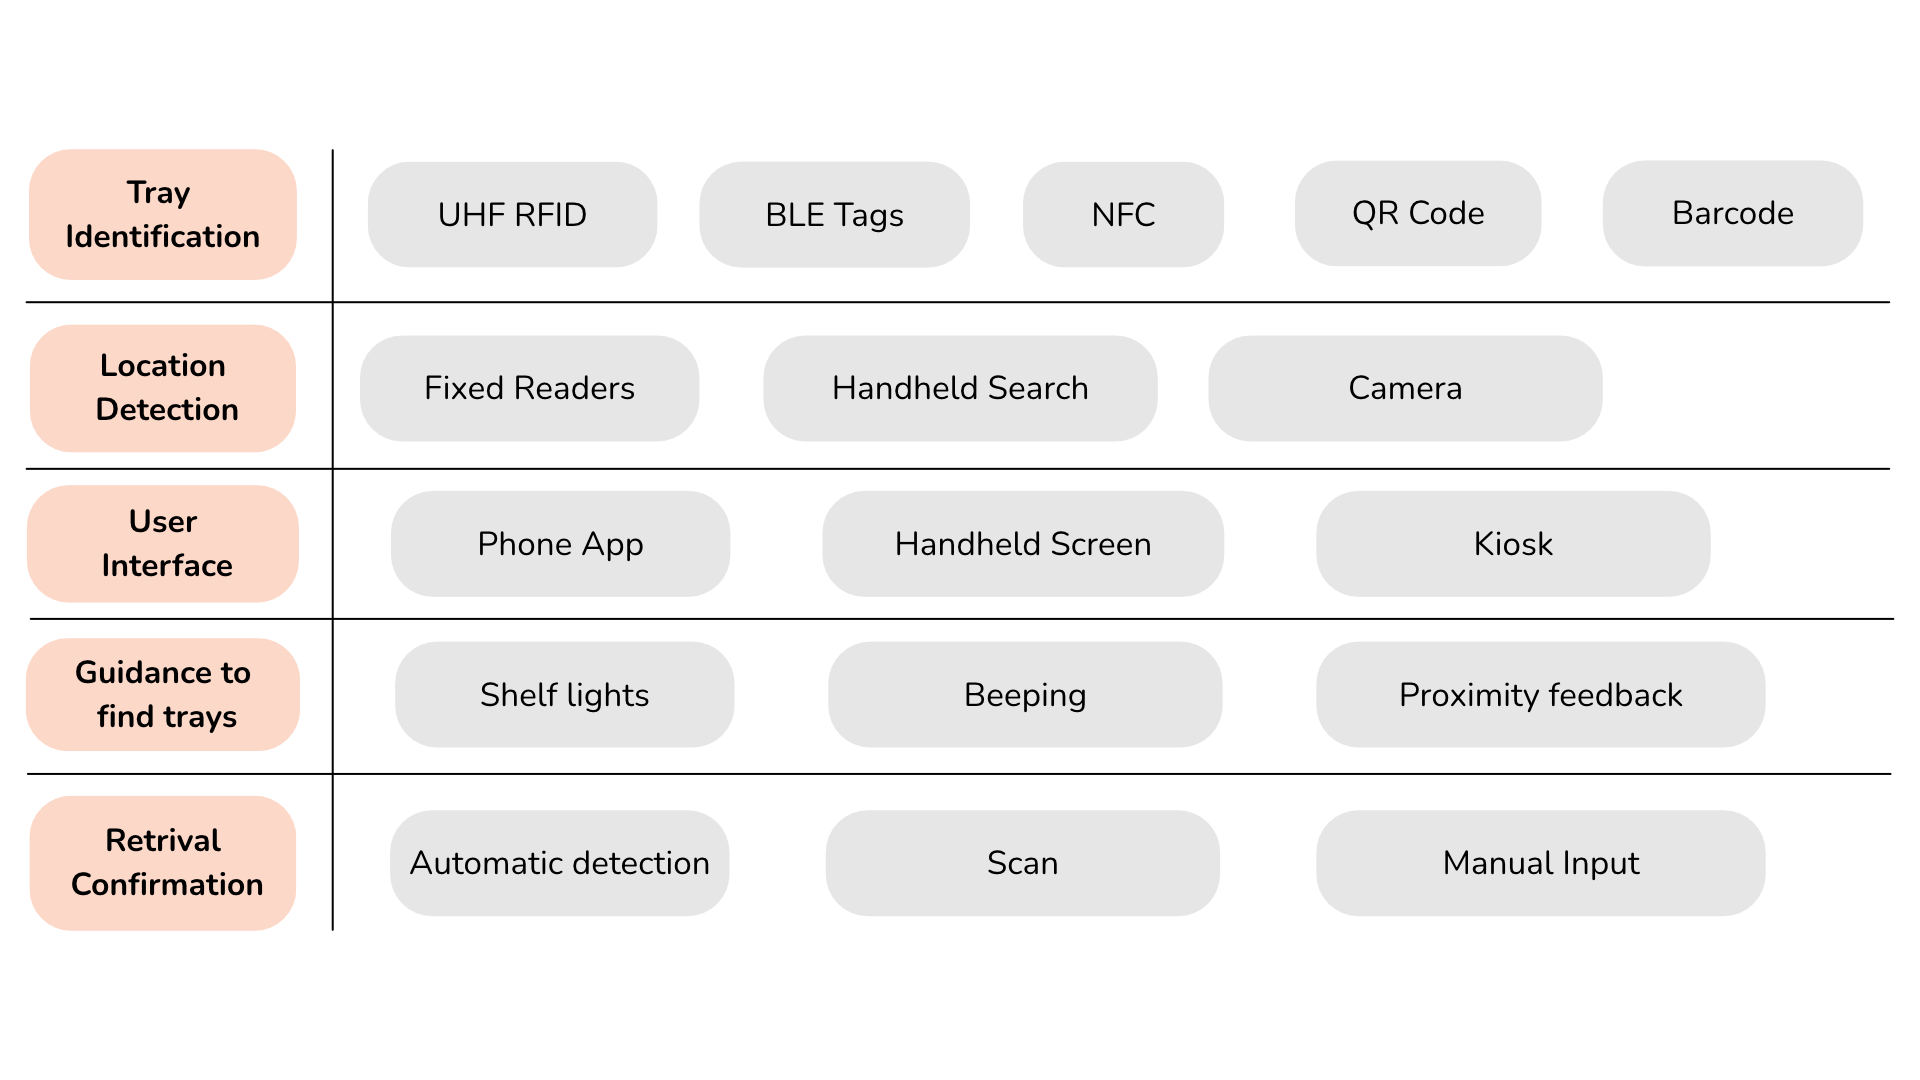 Tray
Identification
UHF RFID
BLE Tags
NFC
QR Code
Barcode
Location
Detection
Fixed Readers
Handheld Search
Camera
User
Interface
Phone App
Handheld Screen
Kiosk
Guidance to
find trays
Shelf lights
Beeping
Proximity feedback
Retrival
Confirmation
Automatic detection
Scan
Manual Input